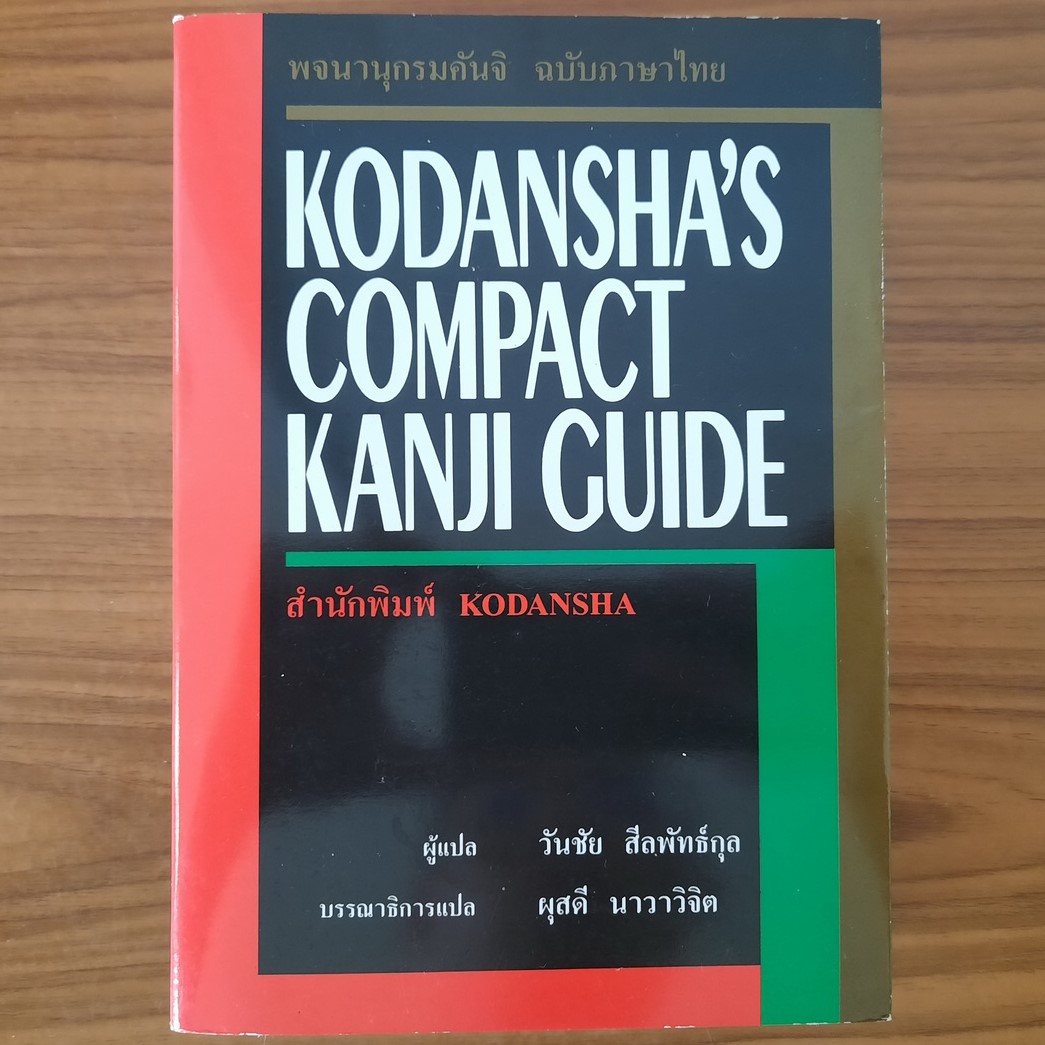 พจนานุกรมคันจิ ฉบับภาษาไทย
KODANSHA'S
COMPACT
KANJI GUIDE
สำนักพิมพ์ KODANSHA
ผู้แปล วันชัย สีลพัทธ์กุล
บรรณาธิการแปล ผุสดี นาวาวิจิต